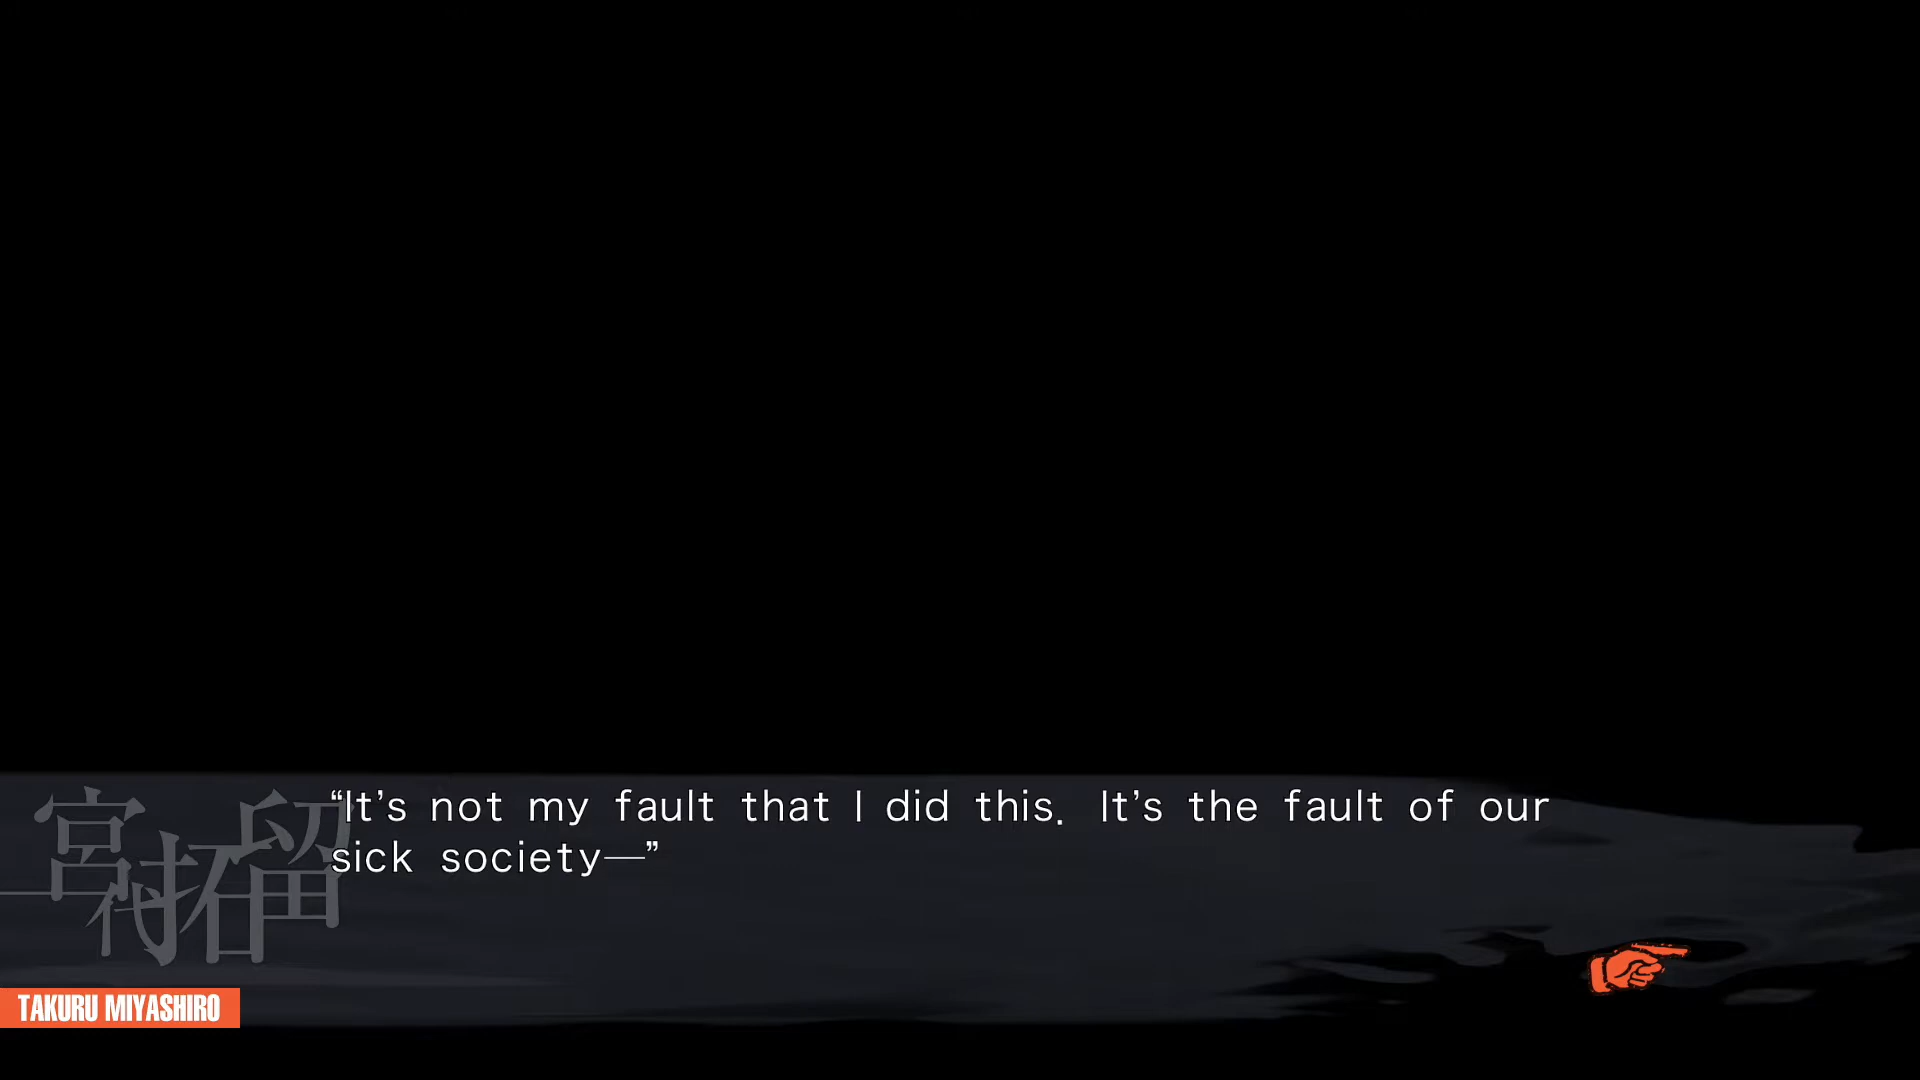 “It’s not my fault that I did this. It’s the fault of our
sick society—”
宮代拓留
TAKURU MIYASHIRO